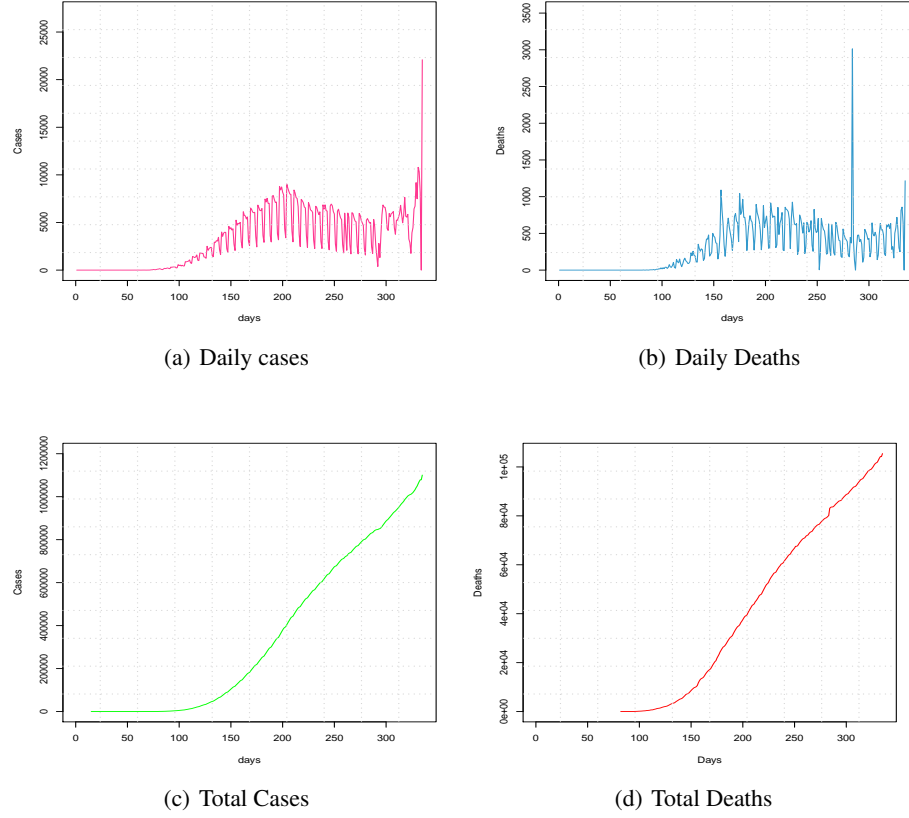 25000
20000
15000
10000
5000
0
Cases
0 50 100 150 200 250 300
days
(a) Daily cases
3500
3000
2500
2000
1500
1000
500
0
Deaths
0 50 100 150 200 250 300
days
(b) Daily Deaths
1200000
1000000
800000
600000
400000
200000
0
Cases
0 50 100 150 200 250 300
days
(c) Total Cases
1e+05
8e+04
6e+04
4e+04
2e+04
0e+00
Deaths
0 50 100 150 200 250 300
Days
(d) Total Deaths